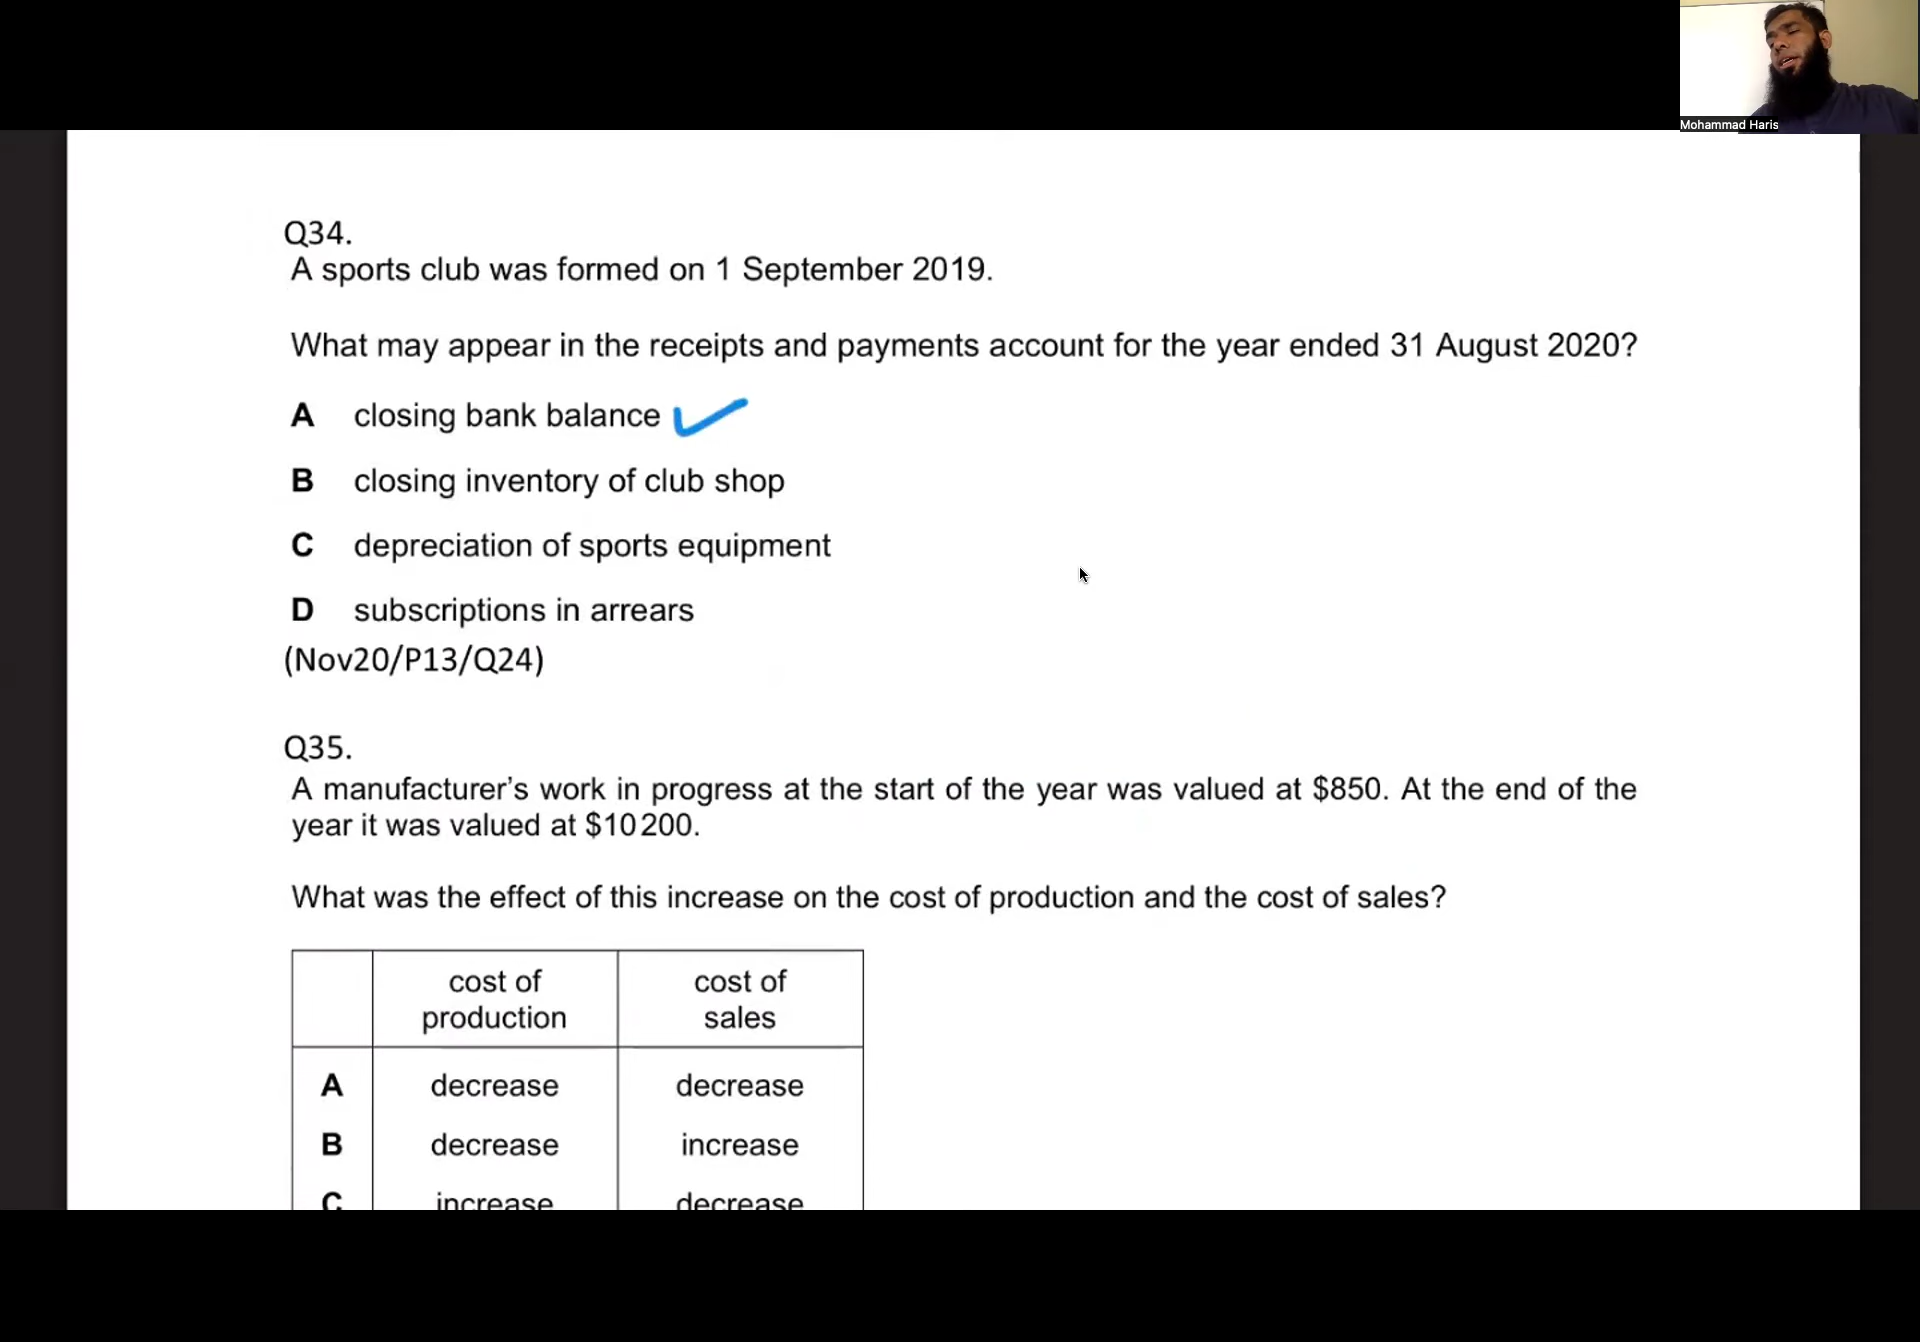 Mohammad Haris
Q34.
A sports club was formed on 1 September 2019.
What may appear in the receipts and payments account for the year ended 31 August 2020?
A closing bank balance
B closing inventory of club shop
C depreciation of sports equipment
D subscriptions in arrears
(Nov20/P13/Q24)
Q35.
A manufacturer’s work in progress at the start of the year was valued at $850. At the end of the
year it was valued at $10 200.
What was the effect of this increase on the cost of production and the cost of sales?
cost of production cost of sales
A decrease decrease
B decrease increase
C increase decrease